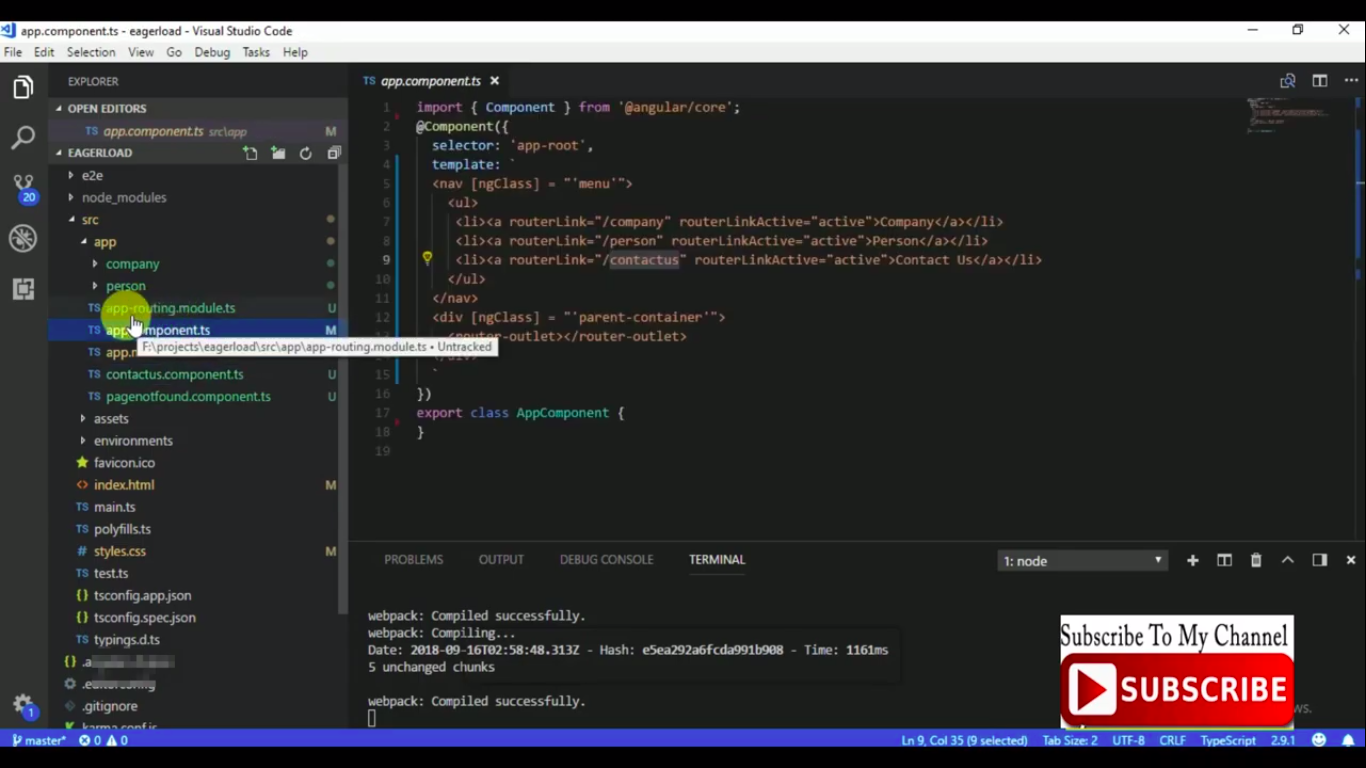 app.component.ts - eagerload - Visual Studio Code
File Edit Selection View Go Debug Tasks Help
EXPLORER
OPEN EDITORS
TS app.component.ts src\app M
EAGERLOAD
e2e
node_modules
src
app
company
person
TS app-routing.module.ts U
TS app.component.ts M
F:\projects\eagerload\src\app\app-routing.module.ts • Untracked
TS
TS contactus.component.ts U
TS pagenotfound.component.ts U
assets
environments
favicon.ico
<> index.html M
TS main.ts
TS polyfills.ts
# styles.css M
TS test.ts
{} tsconfig.app.json
{} tsconfig.spec.json
TS typings.d.ts
{}
.gitignore
karma.conf.js
20
1
TS app.component.ts
1 import { Component } from '@angular/core';
2 @Component({
3 selector: 'app-root',
4 template: `
5 <nav [ngClass] = "'menu'">
6 <ul>
7 <li><a routerLink="/company" routerLinkActive="active">Company</a></li>
8 <li><a routerLink="/person" routerLinkActive="active">Person</a></li>
9 <li><a routerLink="/contactus" routerLinkActive="active">Contact Us</a></li>
10 </ul>
11 </nav>
12 <div [ngClass] = "'parent-container'">
<router-outlet></router-outlet>
15 `
16 })
17 export class AppComponent {
18 }
19
PROBLEMS OUTPUT DEBUG CONSOLE TERMINAL
1: node
webpack: Compiled successfully.
webpack: Compiling...
Date: 2018-09-16T02:58:48.313Z - Hash: e5ea292a6fcda991b908 - Time: 1161ms
5 unchanged chunks
webpack: Compiled successfully.
Subscribe To My Channel
SUBSCRIBE
master* 0 0 Ln 9, Col 35 (9 selected) Tab Size: 2 UTF-8 CRLF TypeScript 2.9.1